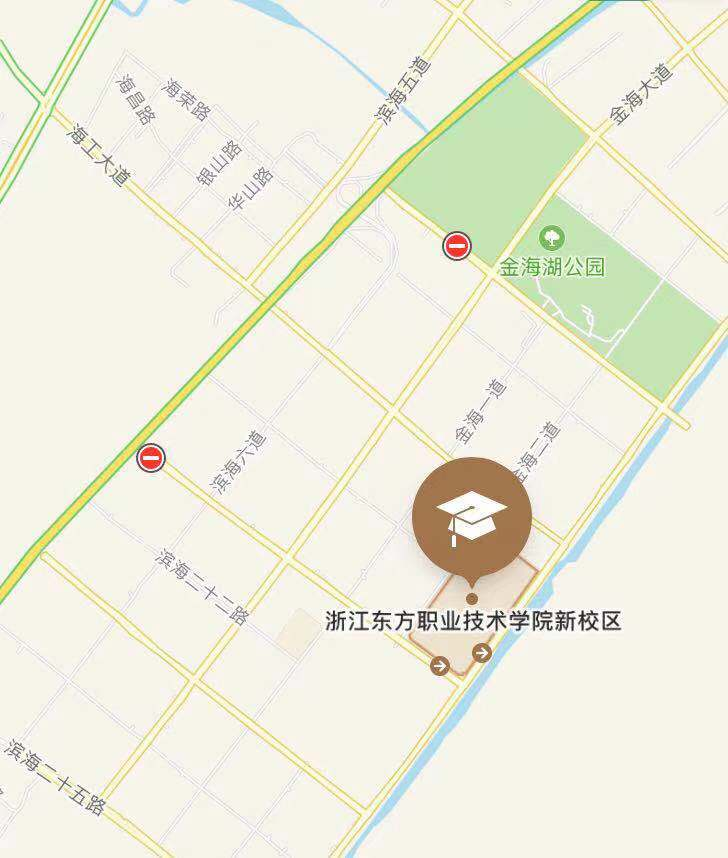 滨海五道
金海大道
海荣路
海昌路
海工大道
银山路
华山路
金海湖公园
金海一道
金海二道
滨海六道
滨海二十三路
浙江东方职业技术学院新校区
滨海二十五路